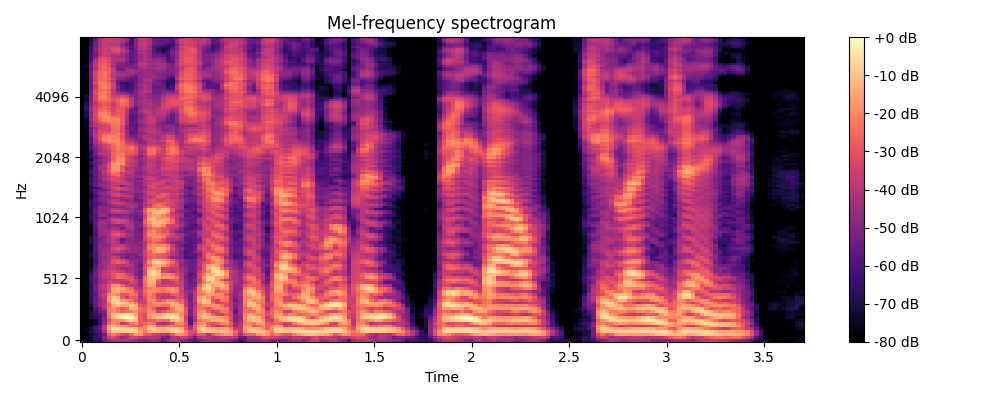 Mel-frequency spectrogram
Hz
4096
2048
1024
512
0
0
0.5
1
1.5
2
2.5
3
3.5
Time
+0 dB
-10 dB
-20 dB
-30 dB
-40 dB
-50 dB
-60 dB
-70 dB
-80 dB